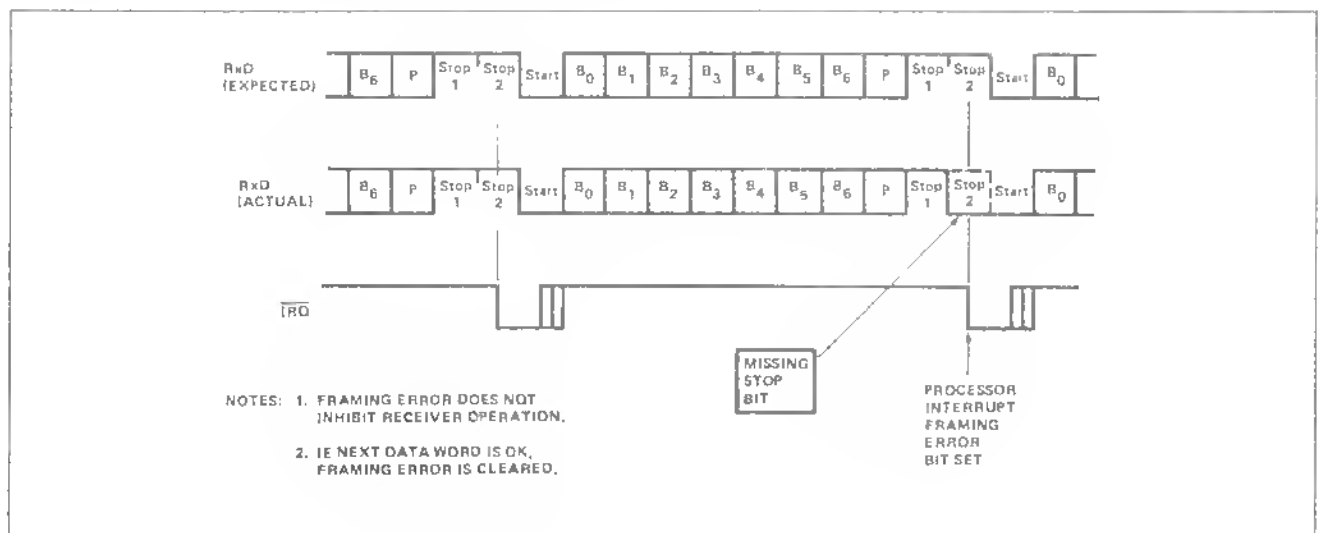 RxD
(EXPECTED)
B6 P Stop 1 Stop 2 Start B0 B1 B2 B3 B4 B5 B6 P Stop 1 Stop 2 Start B0
RxD
(ACTUAL)
B6 P Stop 1 Stop 2 Start B0 B1 B2 B3 B4 B5 B6 P Stop 1 Stop 2 Start B0
IRQ
MISSING
STOP
BIT
PROCESSOR
INTERRUPT
FRAMING
ERROR
BIT SET
NOTES: 1. FRAMING ERROR DOES NOT
INHIBIT RECEIVER OPERATION.
2. IF NEXT DATA WORD IS OK,
FRAMING ERROR IS CLEARED.